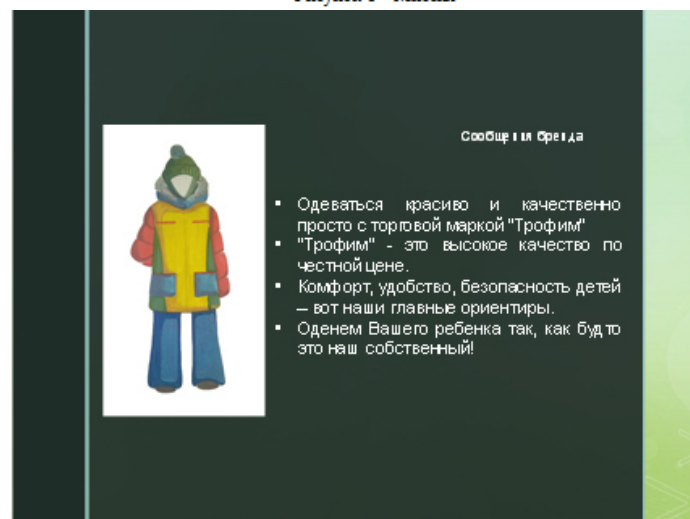 Сообщения бренда
Одеваться красиво и качественно
просто с торговой маркой "Трофим"
"Трофим" - это высокое качество по
честной цене.
Комфорт, удобство, безопасность детей
– вот наши главные ориентиры.
Оденем Вашего ребенка так, как будто
это наш собственный!